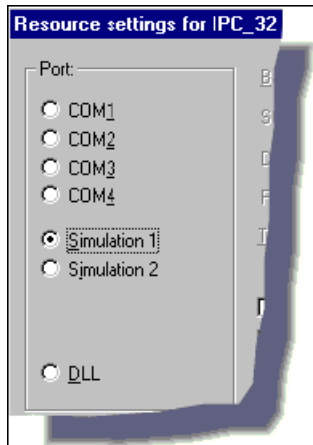 Resource settings for IPC_32
Port:
COM1
COM2
COM3
COM4
Simulation 1
Simulation 2
DLL